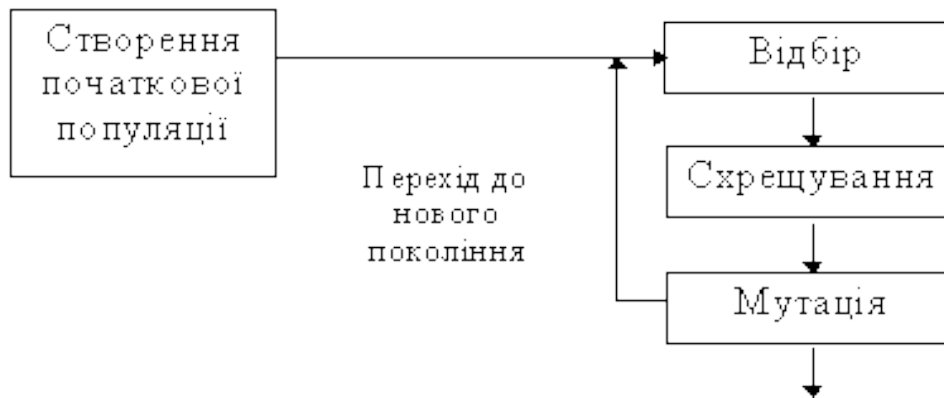 Створення
початкової
популяції
Відбір
Схрещування
Перехід до
нового
покоління
Мутація